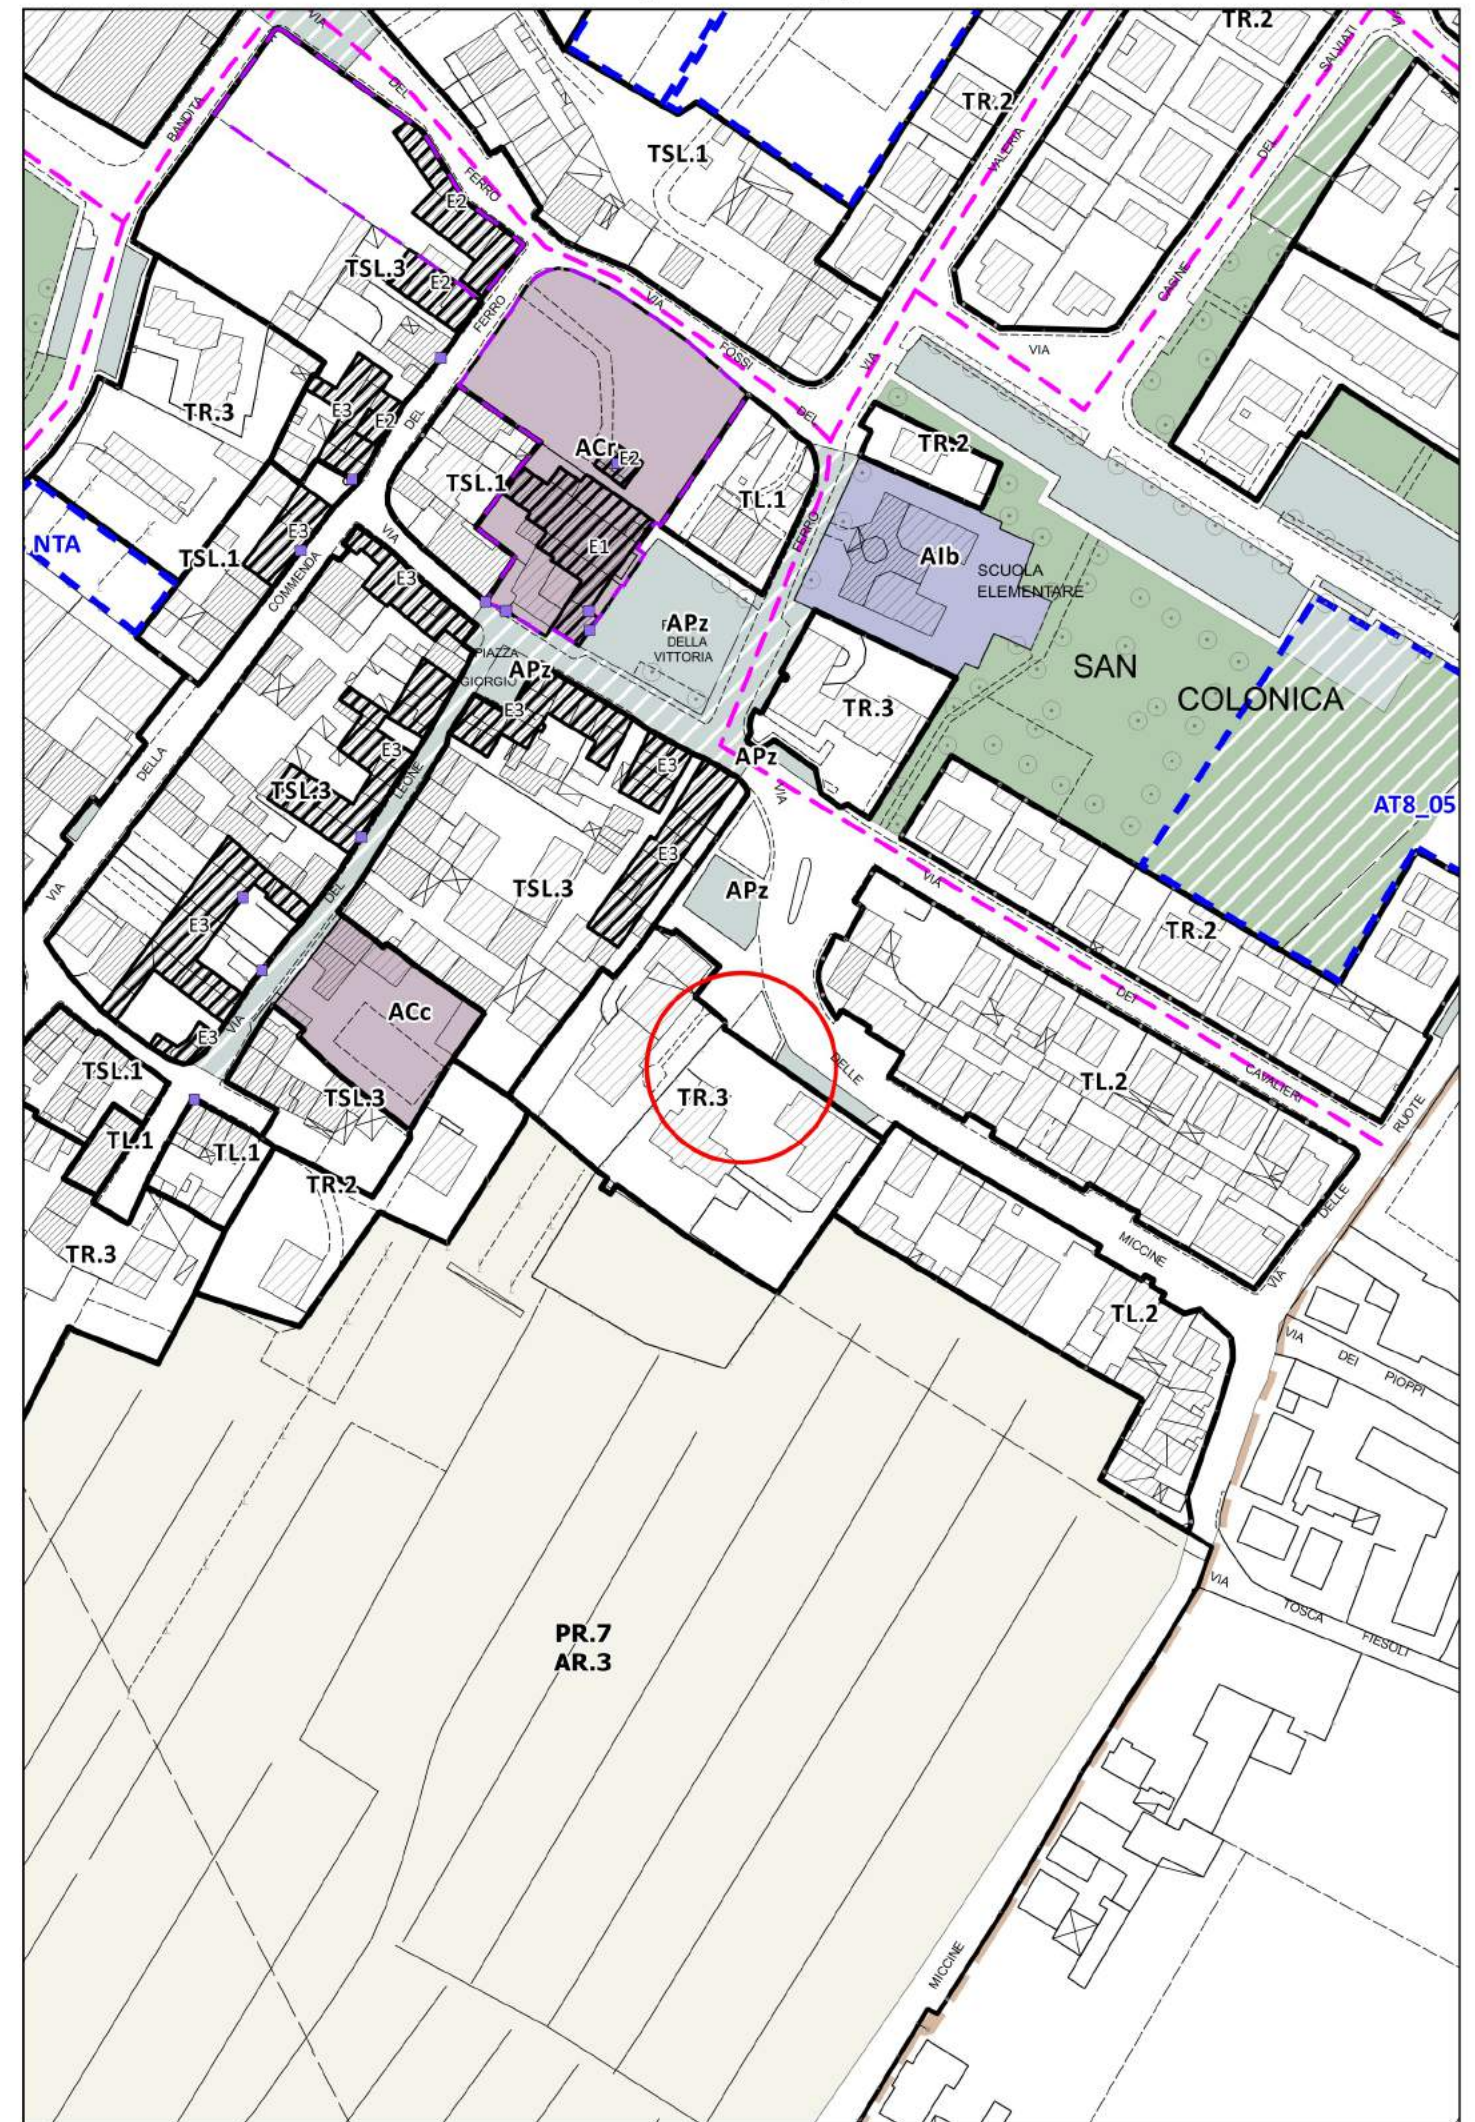 VIA
TR.2
SALVIATI
DEL
BANDITA
TR.2
TSL.1
VALERIA
DEL
FERRO
E2
TSL.3
E2
CASINE
VIA
FERRO
VIA
FOSSI
VIA
DEL
TR.3
E3
E2
DEL
DEI
TR.2
ACr
E2
TSL.1
TL.1
VIA
FERRO
NTA
E3
TSL.1
COMMENDA
E1
AIb
SCUOLA
ELEMENTARE
E3
APz
DELLA
VITTORIA
PIAZZA
GIORGIO
APz
SAN
COLONICA
E3
TR.3
E3
DELLA
E3
APz
LEONE
TSL.3
VIA
AT8_05
E3
VIA
DEL
TSL.3
APz
VIA
E3
TR.2
DEI
ACc
VIA
E3
TSL.1
DELLE
TR.3
TSL.3
TL.2
CAVALIERI
RUOTE
TL.1
TL.1
TR.2
DELLE
TR.3
MICCINE
VIA
TL.2
VIA
DEI
PIOPPI
VIA
TOSCA
FIESOLI
PR.7
AR.3
MICCINE